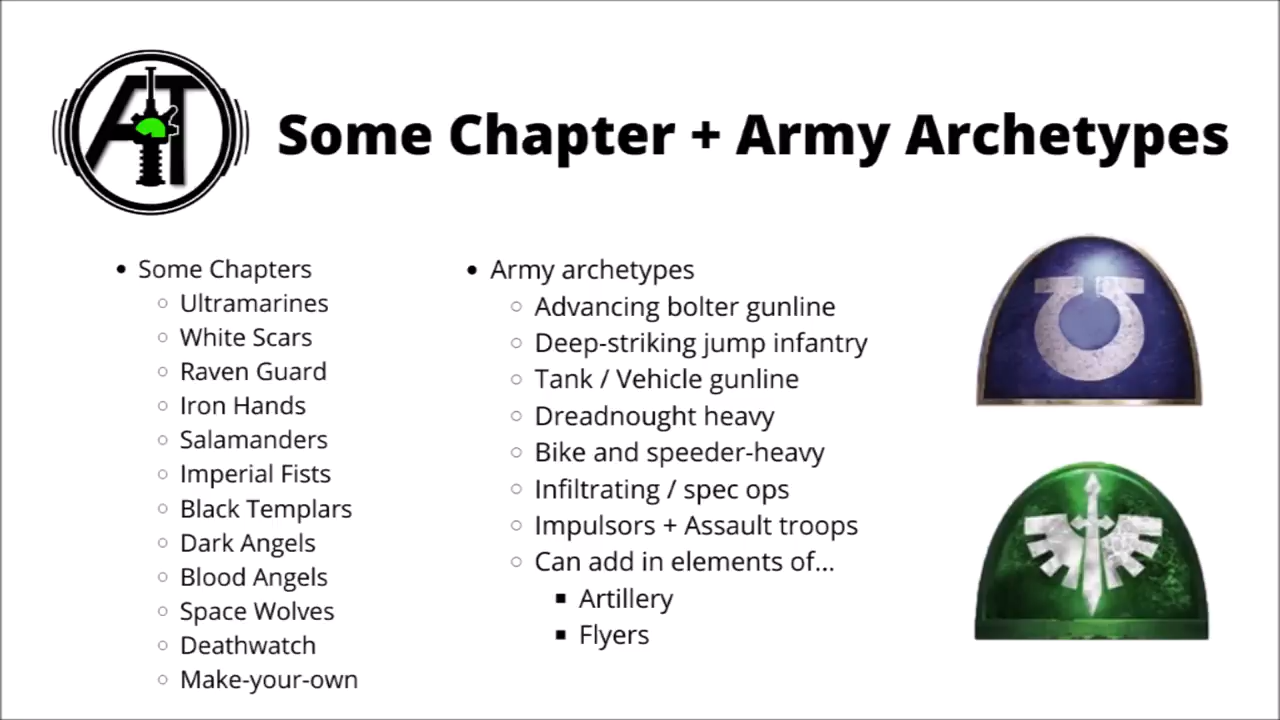 AT
Some Chapter + Army Archetypes
Some Chapters
Ultramarines
White Scars
Raven Guard
Iron Hands
Salamanders
Imperial Fists
Black Templars
Dark Angels
Blood Angels
Space Wolves
Deathwatch
Make-your-own
Army archetypes
Advancing bolter gunline
Deep-striking jump infantry
Tank / Vehicle gunline
Dreadnought heavy
Bike and speeder-heavy
Infiltrating / spec ops
Impulsors + Assault troops
Can add in elements of...
Artillery
Flyers